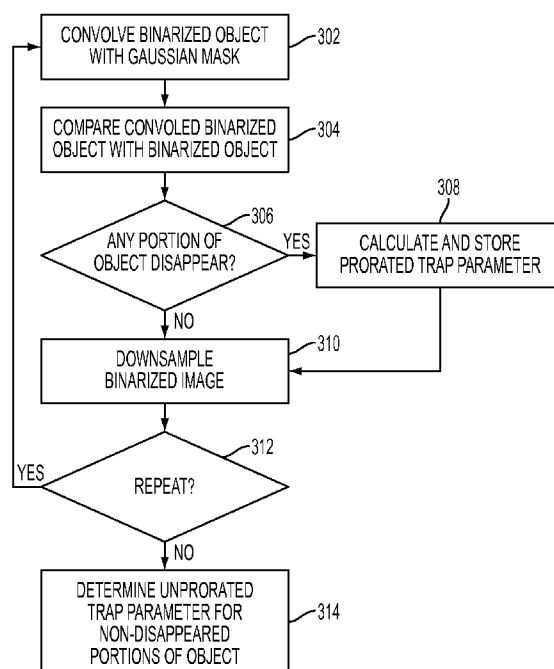 CONVOLVE BINARIZED OBJECT
WITH GAUSSIAN MASK
302
COMPARE CONVOLED BINARIZED
OBJECT WITH BINARIZED OBJECT
304
306
ANY PORTION OF
OBJECT DISAPPEAR?
YES
308
CALCULATE AND STORE
PRORATED TRAP PARAMETER
NO
DOWNSAMPLE
BINARIZED IMAGE
310
312
YES
REPEAT?
NO
DETERMINE UNPRORATED
TRAP PARAMETER FOR
NON-DISAPPEARED
PORTIONS OF OBJECT
314